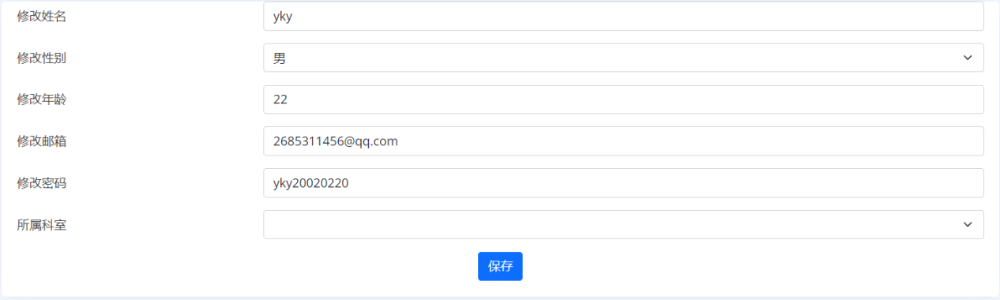 修改姓名 yky
修改性别 男
修改年龄 22
修改邮箱 2685311456@qq.com
修改密码 yky20020220
所属科室
保存